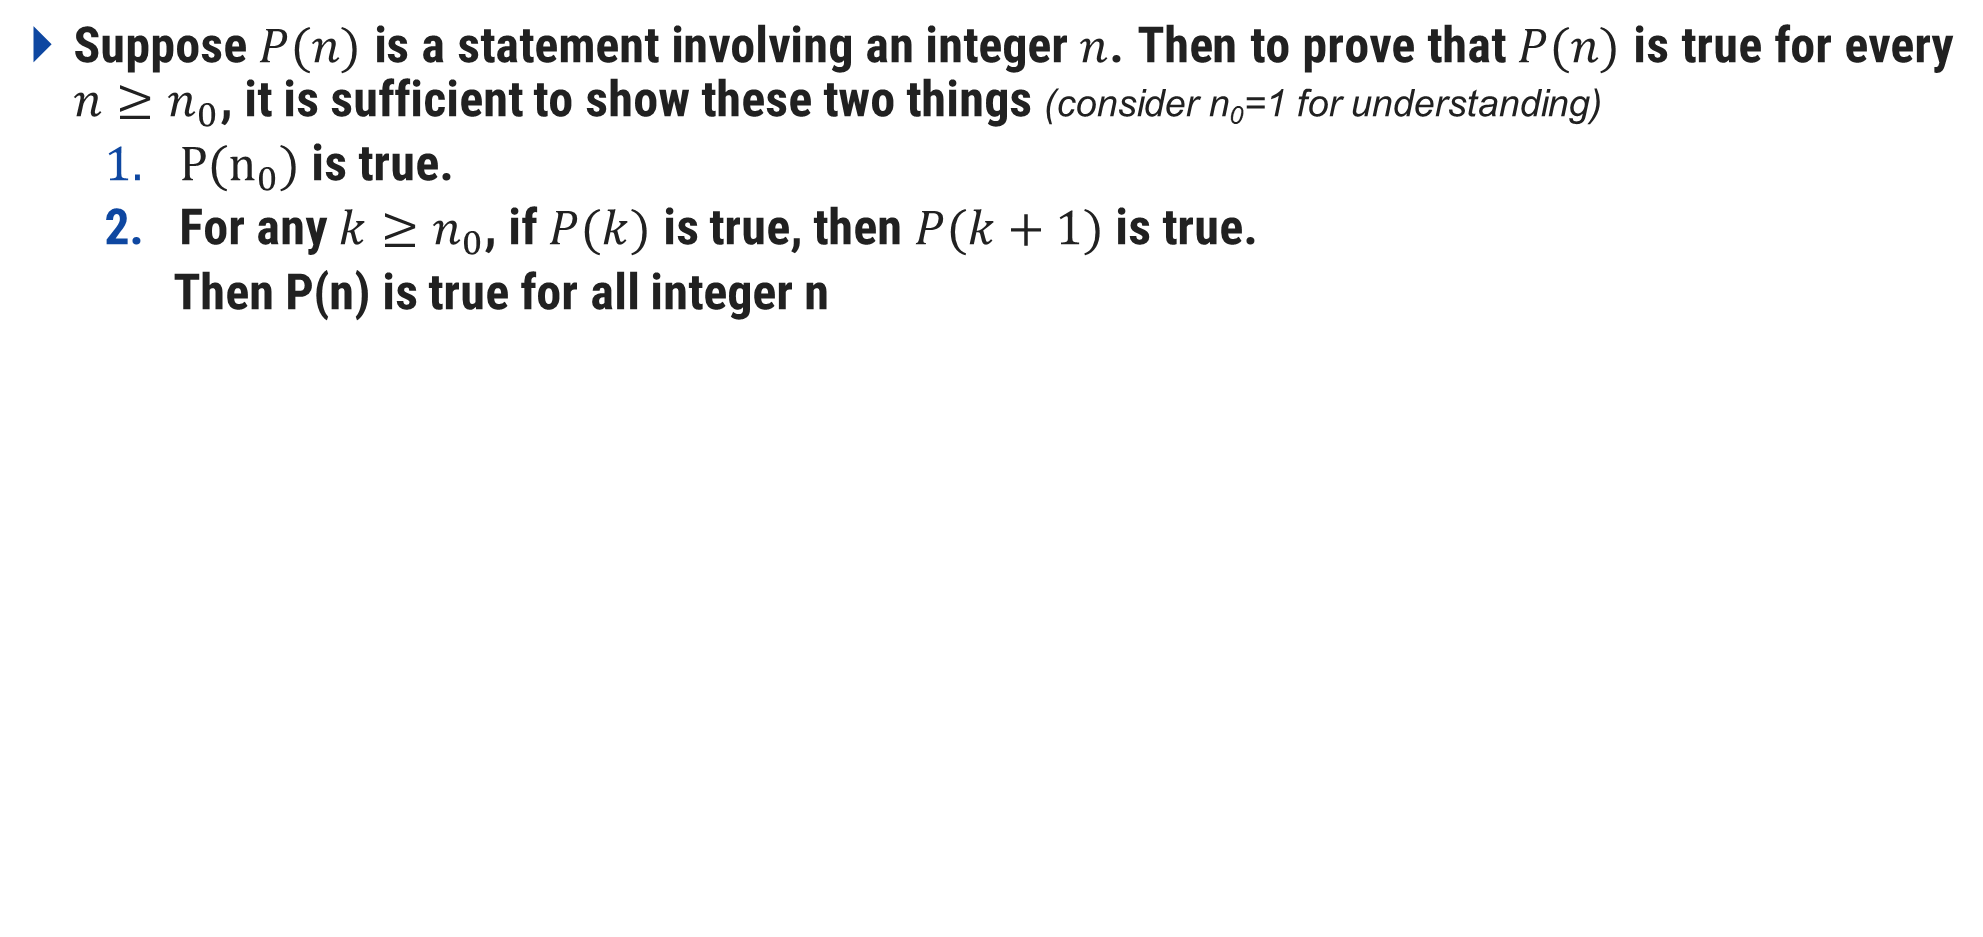 Suppose P(n) is a statement involving an integer n. Then to prove that P(n) is true for every
n ≥ n₀, it is sufficient to show these two things (consider n₀=1 for understanding)
1. P(n₀) is true.
2. For any k ≥ n₀, if P(k) is true, then P(k + 1) is true.
Then P(n) is true for all integer n